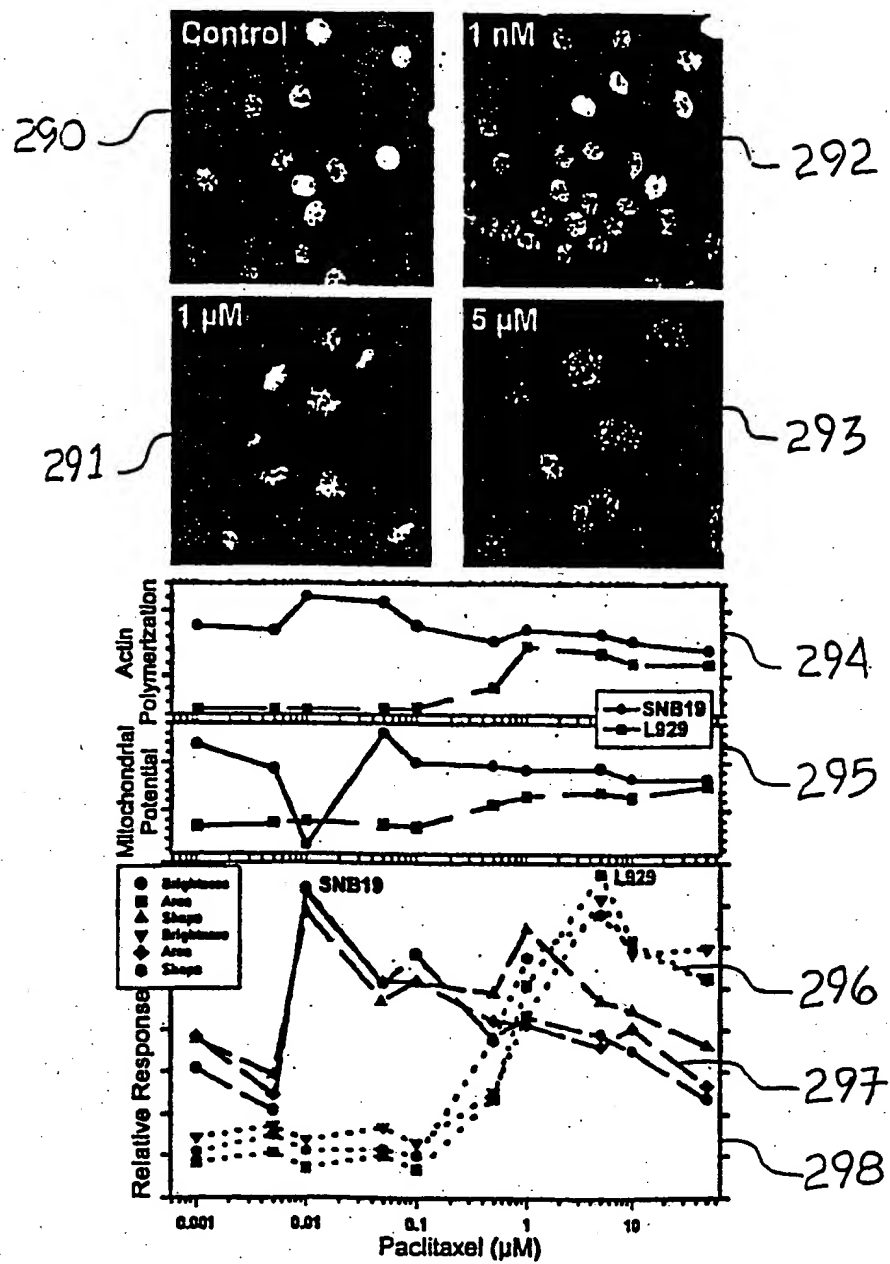 Control
1 nM
290
292
1 µM
5 µM
291
293
Actin Polymerization
294
SNB19
L929
Mitochondrial Potential
295
Brightness
Area
Shape
Brightness
Area
Shape
SNB19
L929
296
Relative Response
297
298
0.001 0.01 0.1 1 10
Paclitaxel (µM)